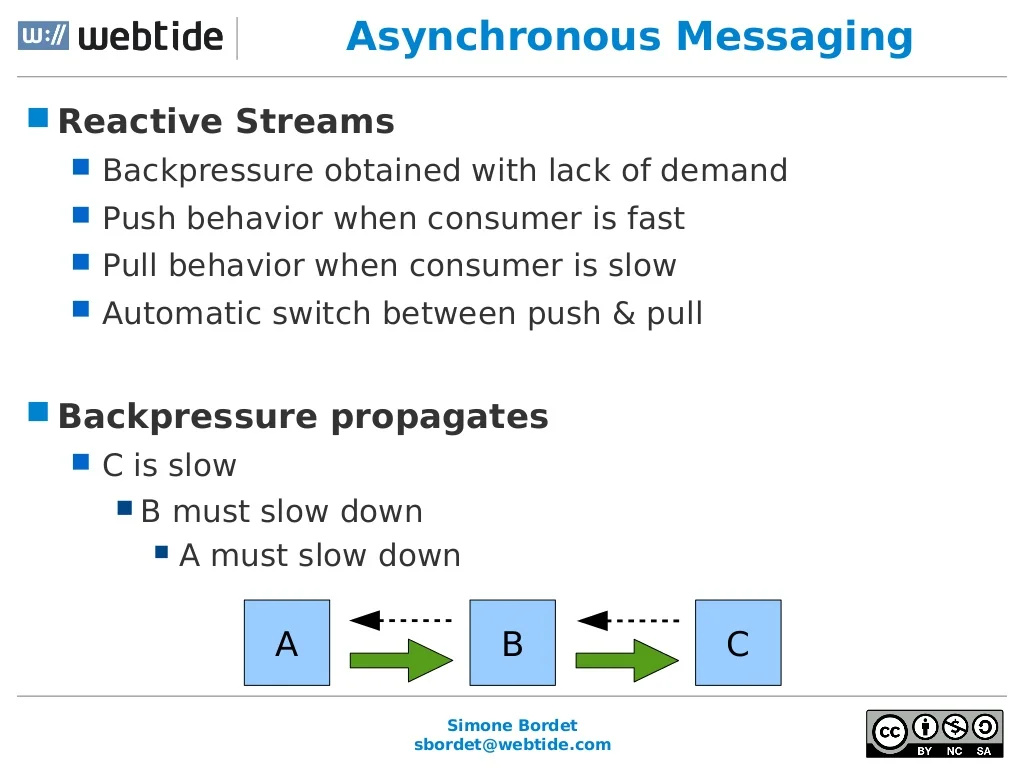 w:// webtide
Asynchronous Messaging
Reactive Streams
Backpressure obtained with lack of demand
Push behavior when consumer is fast
Pull behavior when consumer is slow
Automatic switch between push & pull
Backpressure propagates
C is slow
B must slow down
A must slow down
A B C
Simone Bordet
sbordet@webtide.com
cc BY NC SA